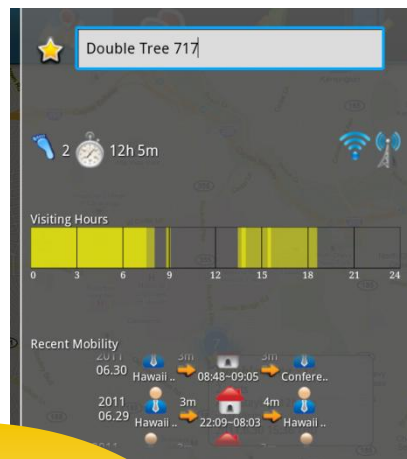 Double Tree 717
2 12h 5m
Visiting Hours
0 3 6 9 12 15 18 21 24
Recent Mobility
2011 3m 3m
06.30 Hawaii .. 08:48~09:05 Confere..
2011 3m 4m
06.29 Hawaii .. 22:09~08:03 Hawaii ..
2011